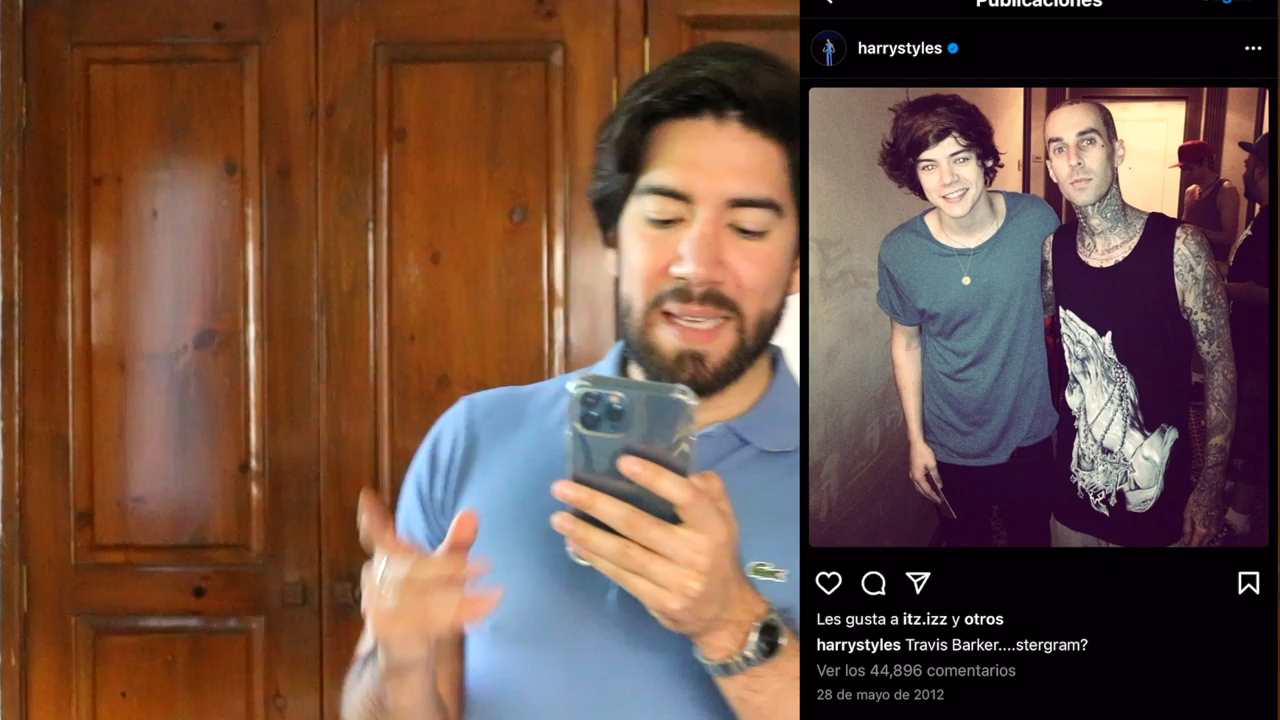 Publicaciones
harrystyles
Les gusta a itz.izz y otros
harrystyles Travis Barker....stergram?
Ver los 44,896 comentarios
28 de mayo de 2012